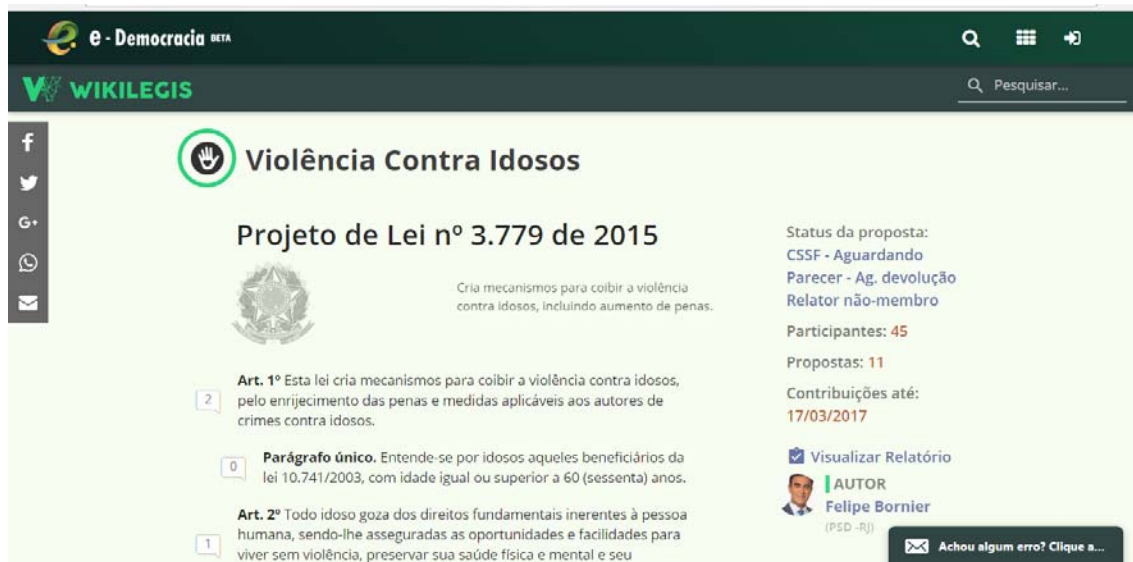 e - Democracia BETA
WIKILEGIS
Pesquisar...
Violência Contra Idosos
Projeto de Lei nº 3.779 de 2015
Cria mecanismos para coibir a violência
contra idosos, incluindo aumento de penas.
2
Art. 1º Esta lei cria mecanismos para coibir a violência contra idosos,
pelo enrijecimento das penas e medidas aplicáveis aos autores de
crimes contra idosos.
0
Parágrafo único. Entende-se por idosos aqueles beneficiários da
lei 10.741/2003, com idade igual ou superior a 60 (sessenta) anos.
1
Art. 2º Todo idoso goza dos direitos fundamentais inerentes à pessoa
humana, sendo-lhe asseguradas as oportunidades e facilidades para
viver sem violência, preservar sua saúde física e mental e seu
Status da proposta:
CSSF - Aguardando
Parecer - Ag. devolução
Relator não-membro
Participantes: 45
Propostas: 11
Contribuições até:
17/03/2017
Visualizar Relatório
AUTOR
Felipe Bornier
(PSD -RJ)
Achou algum erro? Clique a...